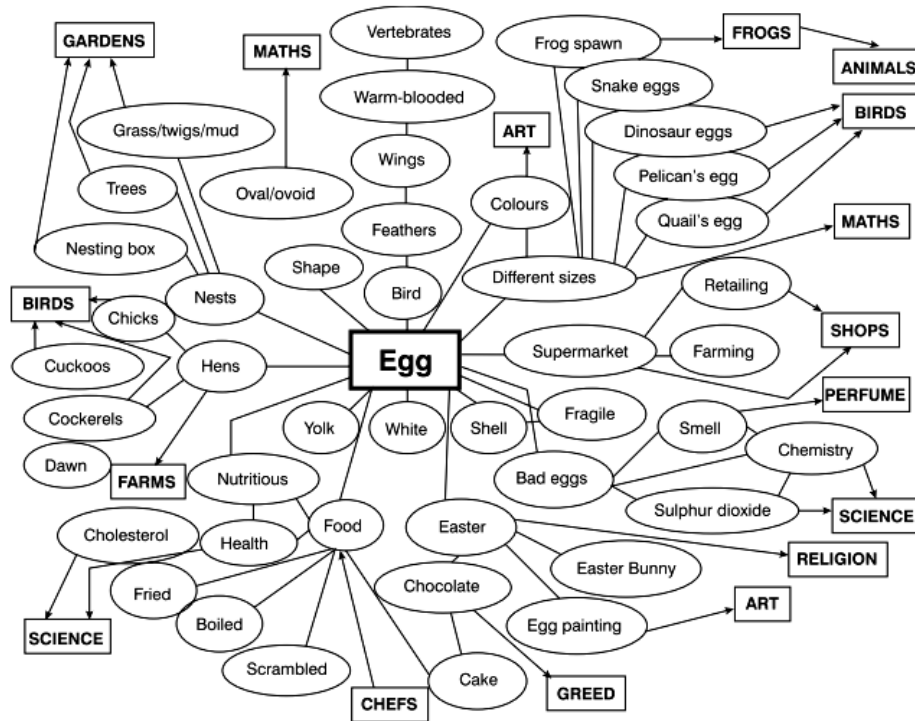 Vertebrates
GARDENS
MATHS
Frog spawn
FROGS
ANIMALS
Warm-blooded
Snake eggs
Grass/twigs/mud
ART
Dinosaur eggs
BIRDS
Wings
Trees
Oval/ovoid
Colours
Pelican's egg
Feathers
Quail's egg
MATHS
Nesting box
Shape
Different sizes
Retailing
Nests
Bird
BIRDS
Chicks
SHOPS
Egg
Supermarket
Farming
Cuckoos
Hens
PERFUME
Cockerels
Yolk
White
Shell
Fragile
Smell
Chemistry
Dawn
FARMS
Nutritious
Bad eggs
Sulphur dioxide
SCIENCE
Cholesterol
Health
Food
Easter
RELIGION
Easter Bunny
Fried
Chocolate
ART
Boiled
Egg painting
SCIENCE
Scrambled
Cake
CHEFS
GREED